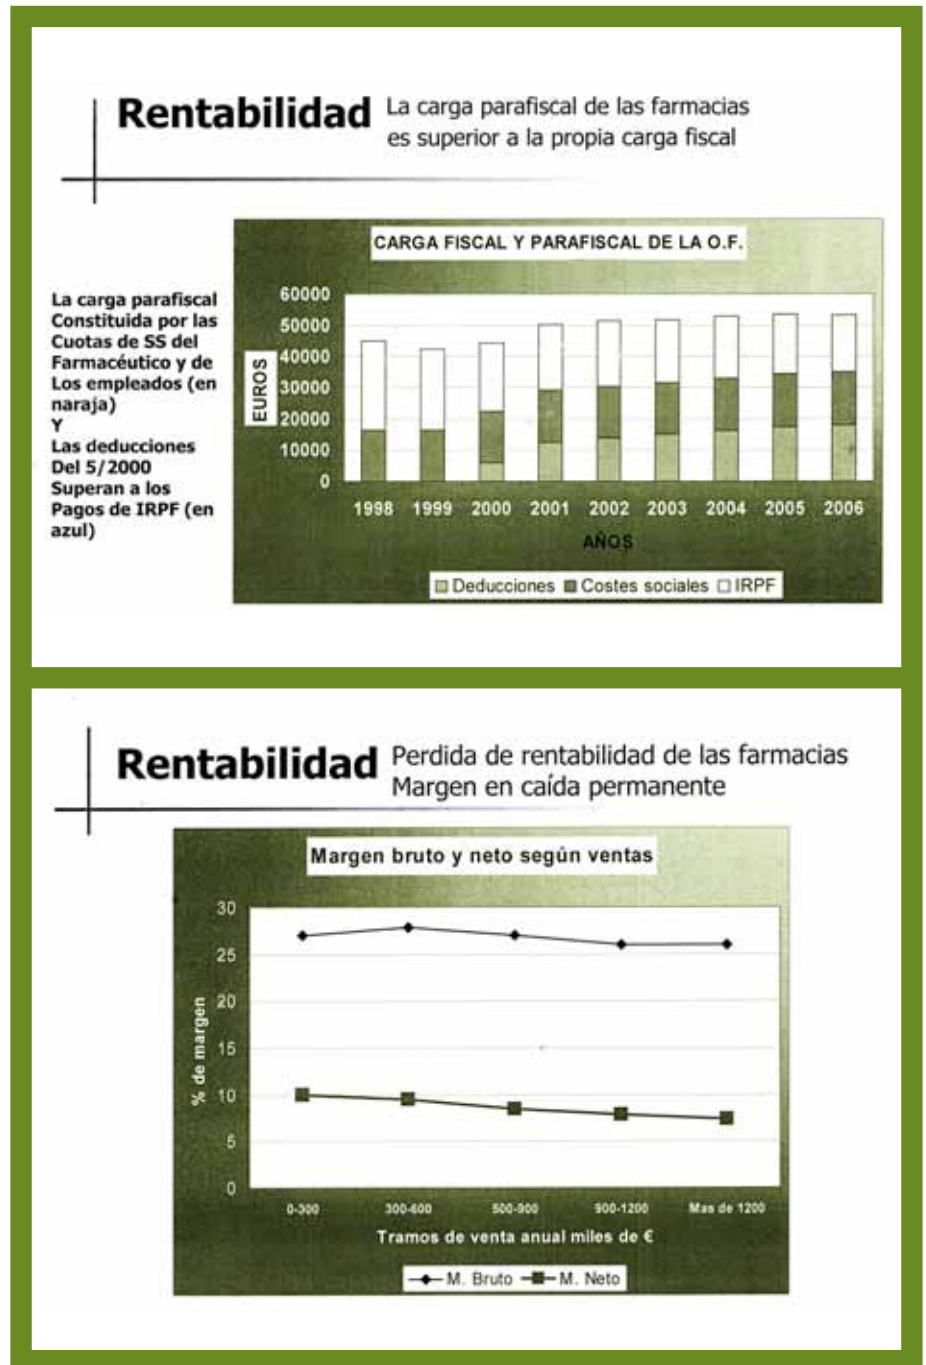 Rentabilidad
La carga parafiscal de las farmacias
es superior a la propia carga fiscal
La carga parafiscal
Constituida por las
Cuotas de SS del
Farmacéutico y de
Los empleados (en
naraja)
Y
Las deducciones
Del 5/2000
Superan a los
Pagos de IRPF (en
azul)
CARGA FISCAL Y PARAFISCAL DE LA O.F.
EUROS
60000
50000
40000
30000
20000
10000
0
1998 1999 2000 2001 2002 2003 2004 2005 2006
AÑOS
Deducciones Costes sociales IRPF
Rentabilidad
Perdida de rentabilidad de las farmacias
Margen en caída permanente
Margen bruto y neto según ventas
% de margen
30
25
20
15
10
5
0
0-300 300-600 500-900 900-1200 Mas de 1200
Tramos de venta anual miles de €
M. Bruto M. Neto